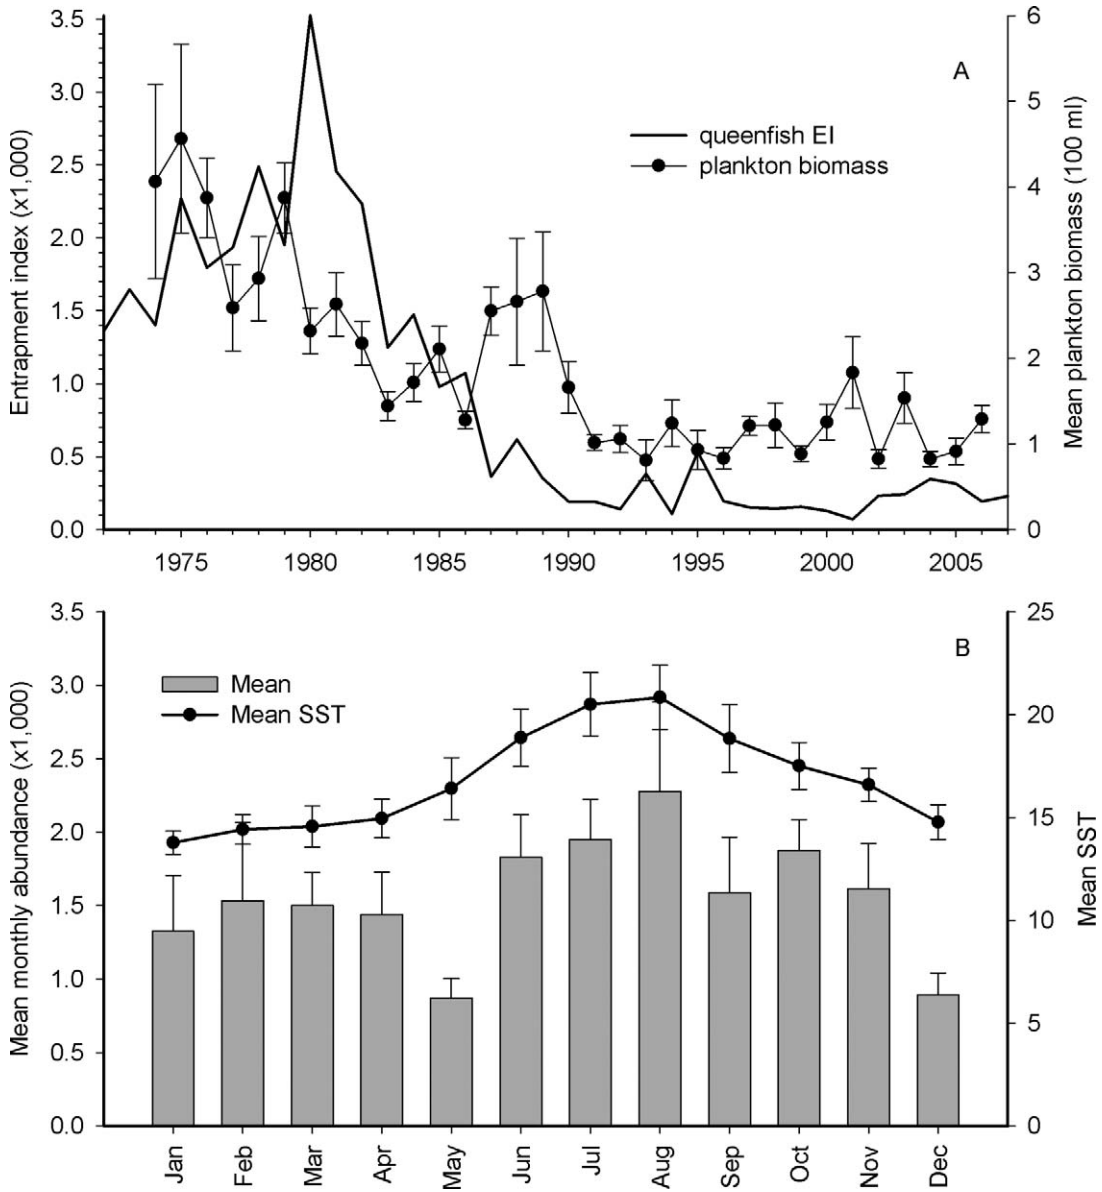 A
queenfish EI
plankton biomass
Entrapment index (x1,000)
3.5
3.0
2.5
2.0
1.5
1.0
0.5
0.0
Mean plankton biomass (100 ml)
6
5
4
3
2
1
0
1975 1980 1985 1990 1995 2000 2005
B
Mean
Mean SST
Mean monthly abundance (x1,000)
3.5
3.0
2.5
2.0
1.5
1.0
0.5
0.0
Mean SST
25
20
15
10
5
0
Jan Feb Mar Apr May Jun Jul Aug Sep Oct Nov Dec